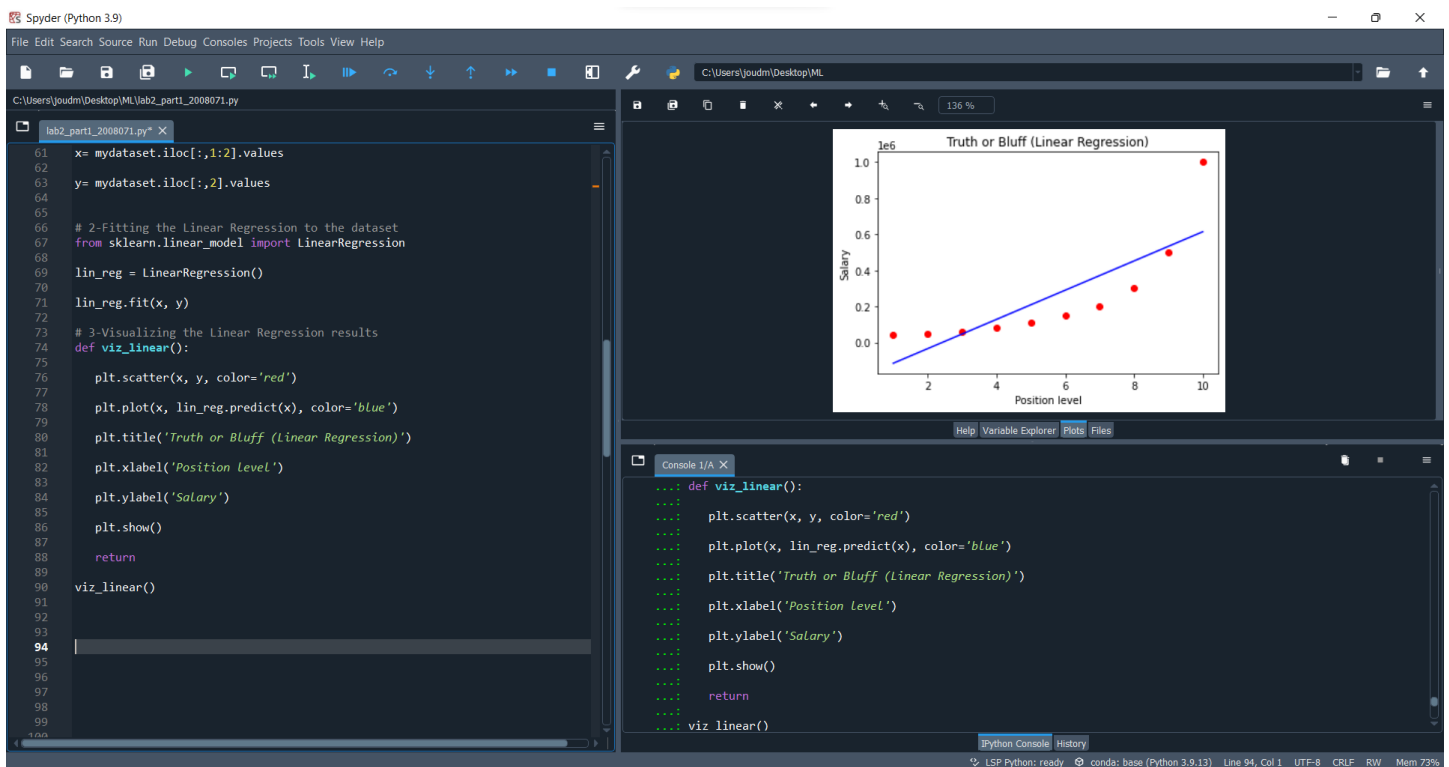 Spyder (Python 3.9)
File Edit Search Source Run Debug Consoles Projects Tools View Help
C:\Users\joudm\Desktop\ML
C:\Users\joudm\Desktop\ML\lab2_part1_2008071.py
lab2_part1_2008071.py*
61 x= mydataset.iloc[:,1:2].values
62
63 y= mydataset.iloc[:,2].values
64
65
66 # 2-Fitting the Linear Regression to the dataset
67 from sklearn.linear_model import LinearRegression
68
69 lin_reg = LinearRegression()
70
71 lin_reg.fit(x, y)
72
73 # 3-Visualizing the Linear Regression results
74 def viz_linear():
75
76 plt.scatter(x, y, color='red')
77
78 plt.plot(x, lin_reg.predict(x), color='blue')
79
80 plt.title('Truth or Bluff (Linear Regression)')
81
82 plt.xlabel('Position level')
83
84 plt.ylabel('Salary')
85
86 plt.show()
87
88 return
89
90 viz_linear()
91
92
93
94
95
96
97
98
99
100
136 %
Truth or Bluff (Linear Regression)
1e6
1.0
0.8
0.6
0.4
0.2
0.0
Salary
2 4 6 8 10
Position level
Help Variable Explorer Plots Files
Console 1/A
...: def viz_linear():
...:
...: plt.scatter(x, y, color='red')
...:
...: plt.plot(x, lin_reg.predict(x), color='blue')
...:
...: plt.title('Truth or Bluff (Linear Regression)')
...:
...: plt.xlabel('Position level')
...:
...: plt.ylabel('Salary')
...:
...: plt.show()
...:
...: return
...:
...: viz_linear()
IPython Console History
LSP Python: ready conda: base (Python 3.9.13) Line 94, Col 1 UTF-8 CRLF RW Mem 73%